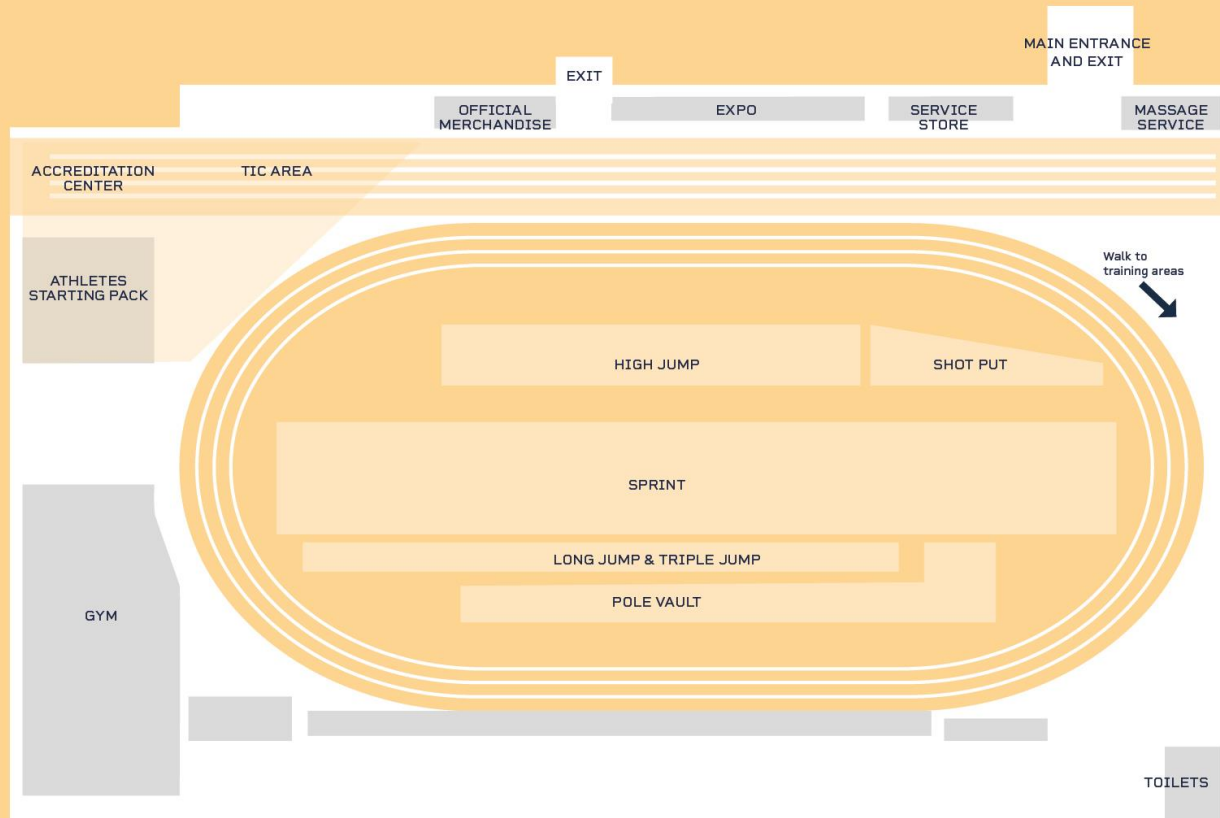 MAIN ENTRANCE
AND EXIT
EXIT
OFFICIAL
MERCHANDISE
EXPO
SERVICE
STORE
MASSAGE
SERVICE
ACCREDITATION
CENTER
TIC AREA
Walk to
training areas
ATHLETES
STARTING PACK
HIGH JUMP
SHOT PUT
SPRINT
LONG JUMP & TRIPLE JUMP
POLE VAULT
GYM
TOILETS